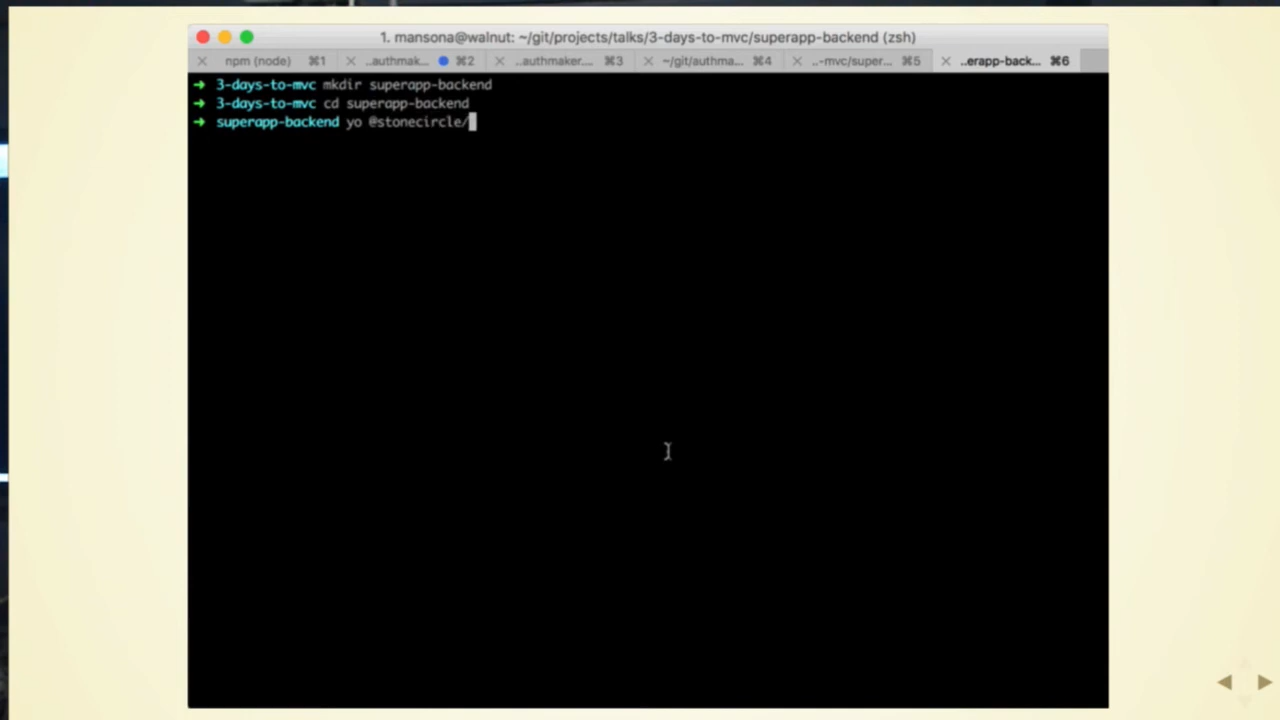 1. mansona@walnut: ~/git/projects/talks/3-days-to-mvc/superapp-backend (zsh)
npm (node) ⌘1 ..authmak... ⌘2 ..authmaker.... ⌘3 ~/git/authma... ⌘4 ..-mvc/super... ⌘5 ..erapp-back... ⌘6
➜ 3-days-to-mvc mkdir superapp-backend
➜ 3-days-to-mvc cd superapp-backend
➜ superapp-backend yo @stonecircle/